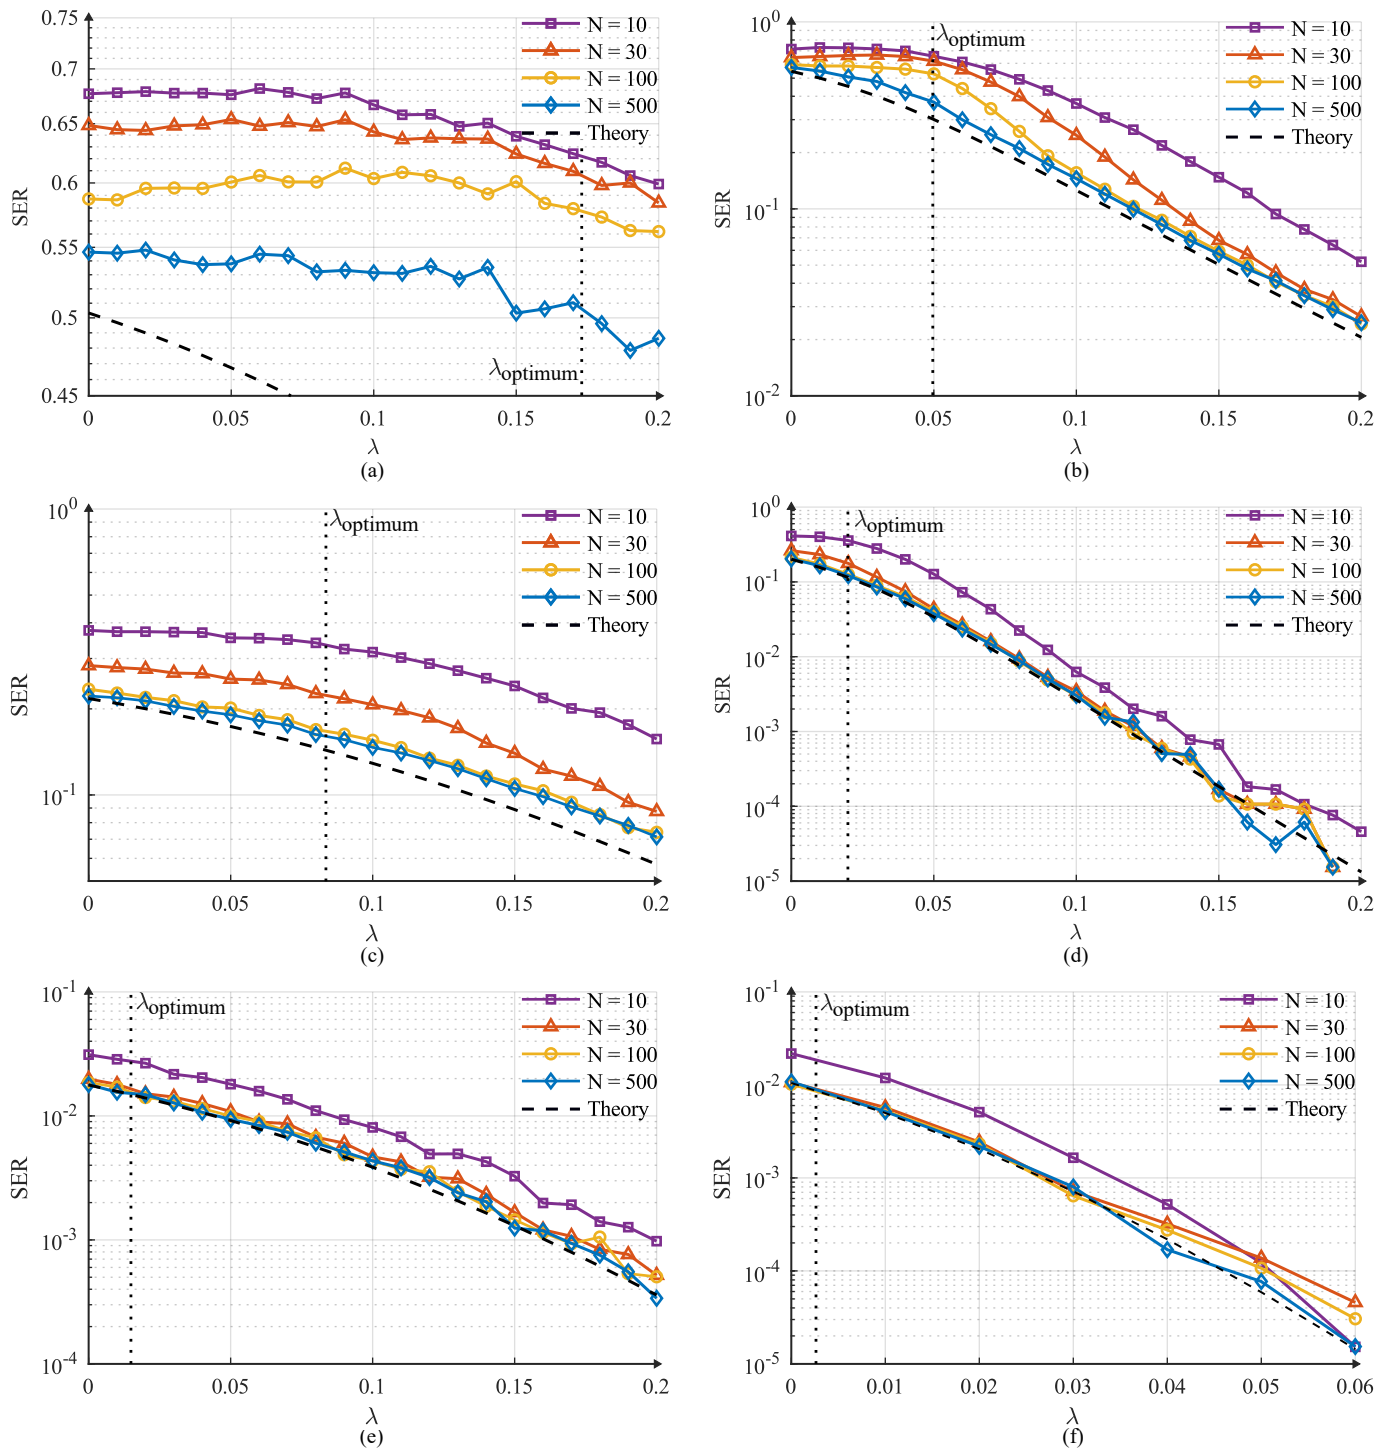 0.75
0.7
0.65
0.6
0.55
0.5
0.45
SER
N = 10
N = 30
N = 100
N = 500
Theory
λoptimum
0 0.05 0.1 0.15 0.2
λ
(a)
10^0
10^-1
10^-2
SER
λoptimum
N = 10
N = 30
N = 100
N = 500
Theory
0 0.05 0.1 0.15 0.2
λ
(b)
10^0
10^-1
SER
λoptimum
N = 10
N = 30
N = 100
N = 500
Theory
0 0.05 0.1 0.15 0.2
λ
(c)
10^0
10^-1
10^-2
10^-3
10^-4
10^-5
SER
λoptimum
N = 10
N = 30
N = 100
N = 500
Theory
0 0.05 0.1 0.15 0.2
λ
(d)
10^-1
10^-2
10^-3
10^-4
SER
λoptimum
N = 10
N = 30
N = 100
N = 500
Theory
0 0.05 0.1 0.15 0.2
λ
(e)
10^-1
10^-2
10^-3
10^-4
10^-5
SER
λoptimum
N = 10
N = 30
N = 100
N = 500
Theory
0 0.01 0.02 0.03 0.04 0.05 0.06
λ
(f)